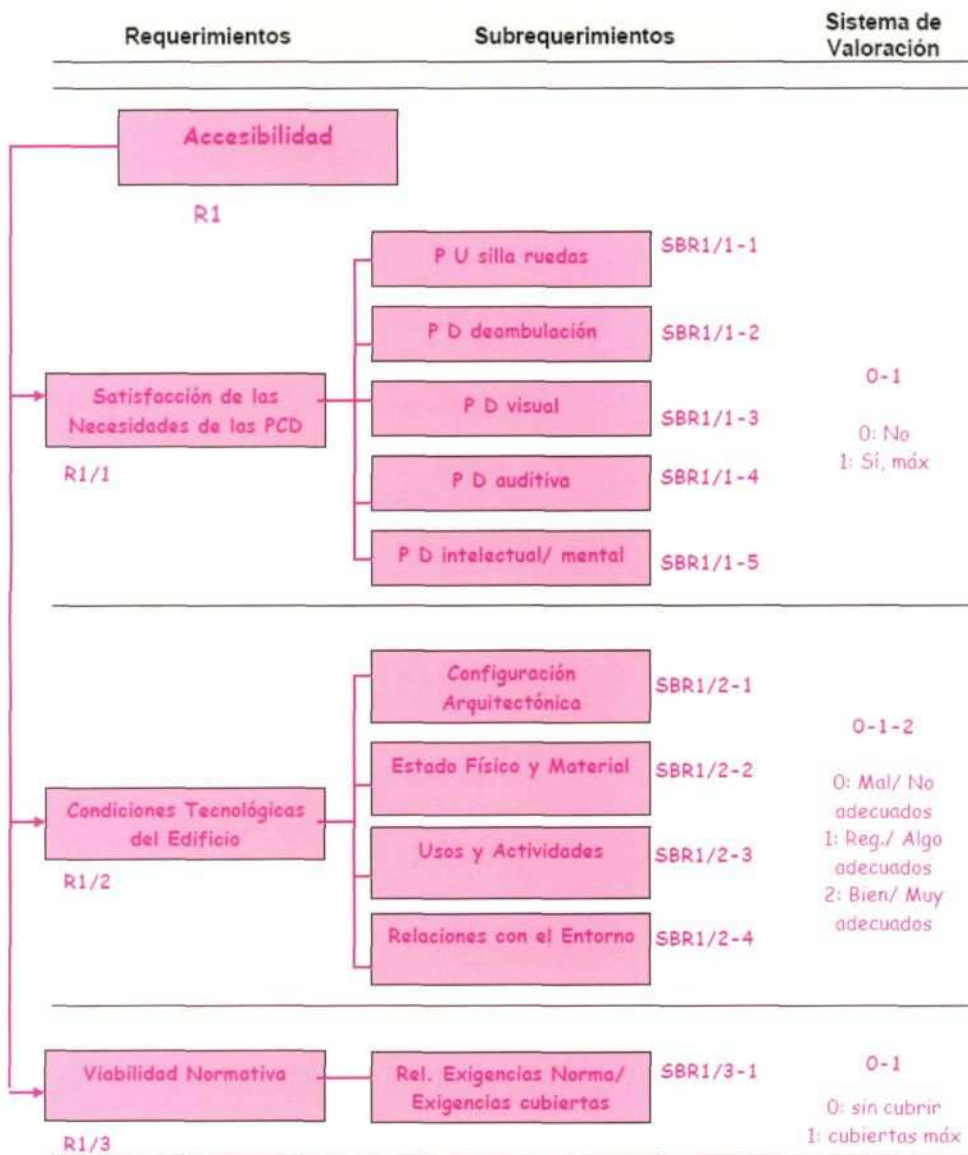 Requerimientos
Subrequerimientos
Sistema de
Valoración
Accesibilidad
R1
P U silla ruedas
SBR1/1-1
P D deambulación
SBR1/1-2
Satisfacción de las
Necesidades de las PCD
R1/1
P D visual
SBR1/1-3
P D auditiva
SBR1/1-4
P D intelectual/ mental
SBR1/1-5
0-1
0: No
1: Sí, máx
Configuración
Arquitectónica
SBR1/2-1
Estado Físico y Material
SBR1/2-2
Condiciones Tecnológicas
del Edificio
R1/2
Usos y Actividades
SBR1/2-3
Relaciones con el Entorno
SBR1/2-4
0-1-2
0: Mal/ No
adecuados
1: Reg./ Algo
adecuados
2: Bien/ Muy
adecuados
Viabilidad Normativa
R1/3
Rel. Exigencias Norma/
Exigencias cubiertas
SBR1/3-1
0-1
0: sin cubrir
1: cubiertas máx